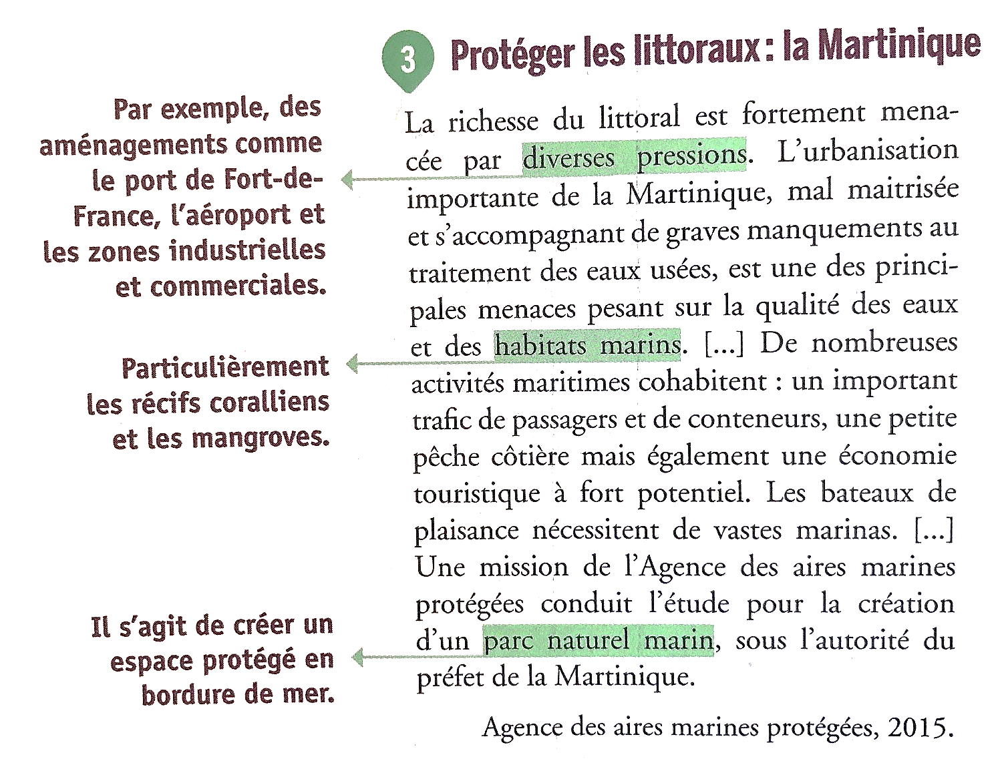 3 Protéger les littoraux : la Martinique
La richesse du littoral est fortement mena-
cée par diverses pressions. L'urbanisation
importante de la Martinique, mal maitrisée
et s'accompagnant de graves manquements au
traitement des eaux usées, est une des princi-
pales menaces pesant sur la qualité des eaux
et des habitats marins. [...] De nombreuses
activités maritimes cohabitent : un important
trafic de passagers et de conteneurs, une petite
pêche côtière mais également une économie
touristique à fort potentiel. Les bateaux de
plaisance nécessitent de vastes marinas. [...]
Une mission de l'Agence des aires marines
protégées conduit l'étude pour la création
d'un parc naturel marin, sous l'autorité du
préfet de la Martinique.
Agence des aires marines protégées, 2015.
Par exemple, des
aménagements comme
le port de Fort-de-
France, l'aéroport et
les zones industrielles
et commerciales.
Particulièrement
les récifs coralliens
et les mangroves.
Il s'agit de créer un
espace protégé en
bordure de mer.